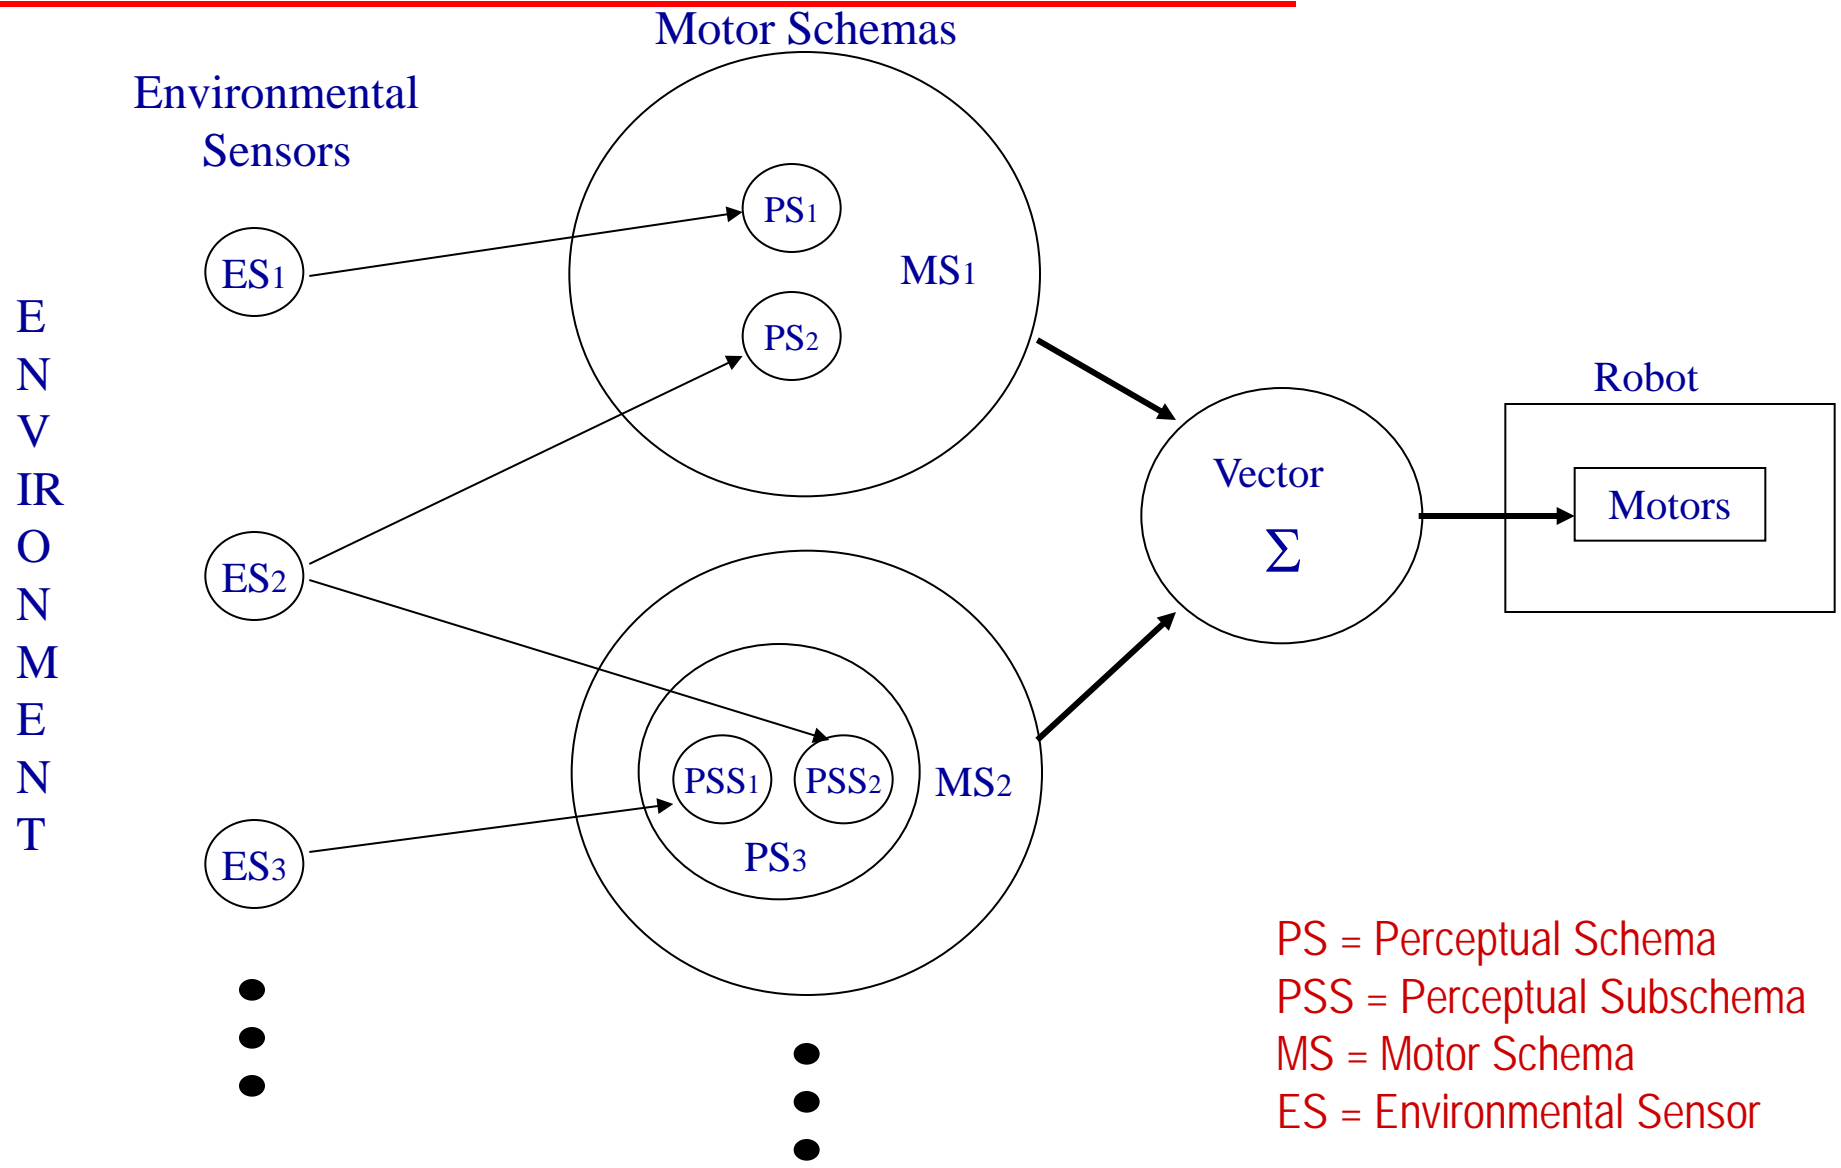 Motor Schemas
Environmental
Sensors
E
N
V
IR
O
N
M
E
N
T
ES1
ES2
ES3
PS1
PS2
MS1
PSS1
PSS2
PS3
MS2
Vector
Σ
Robot
Motors
PS = Perceptual Schema
PSS = Perceptual Subschema
MS = Motor Schema
ES = Environmental Sensor